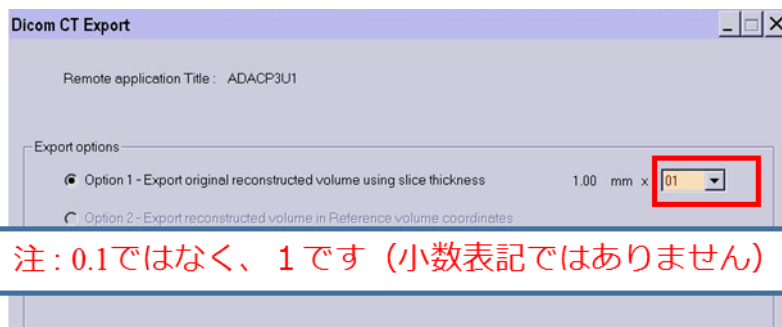 Dicom CT Export
Remote application Title : ADACP3U1
Export options
Option 1 - Export original reconstructed volume using slice thickness 1.00 mm x 01
Option 2 - Export reconstructed volume in Reference volume coordinates
注 : 0.1ではなく、１です（小数表記ではありません）